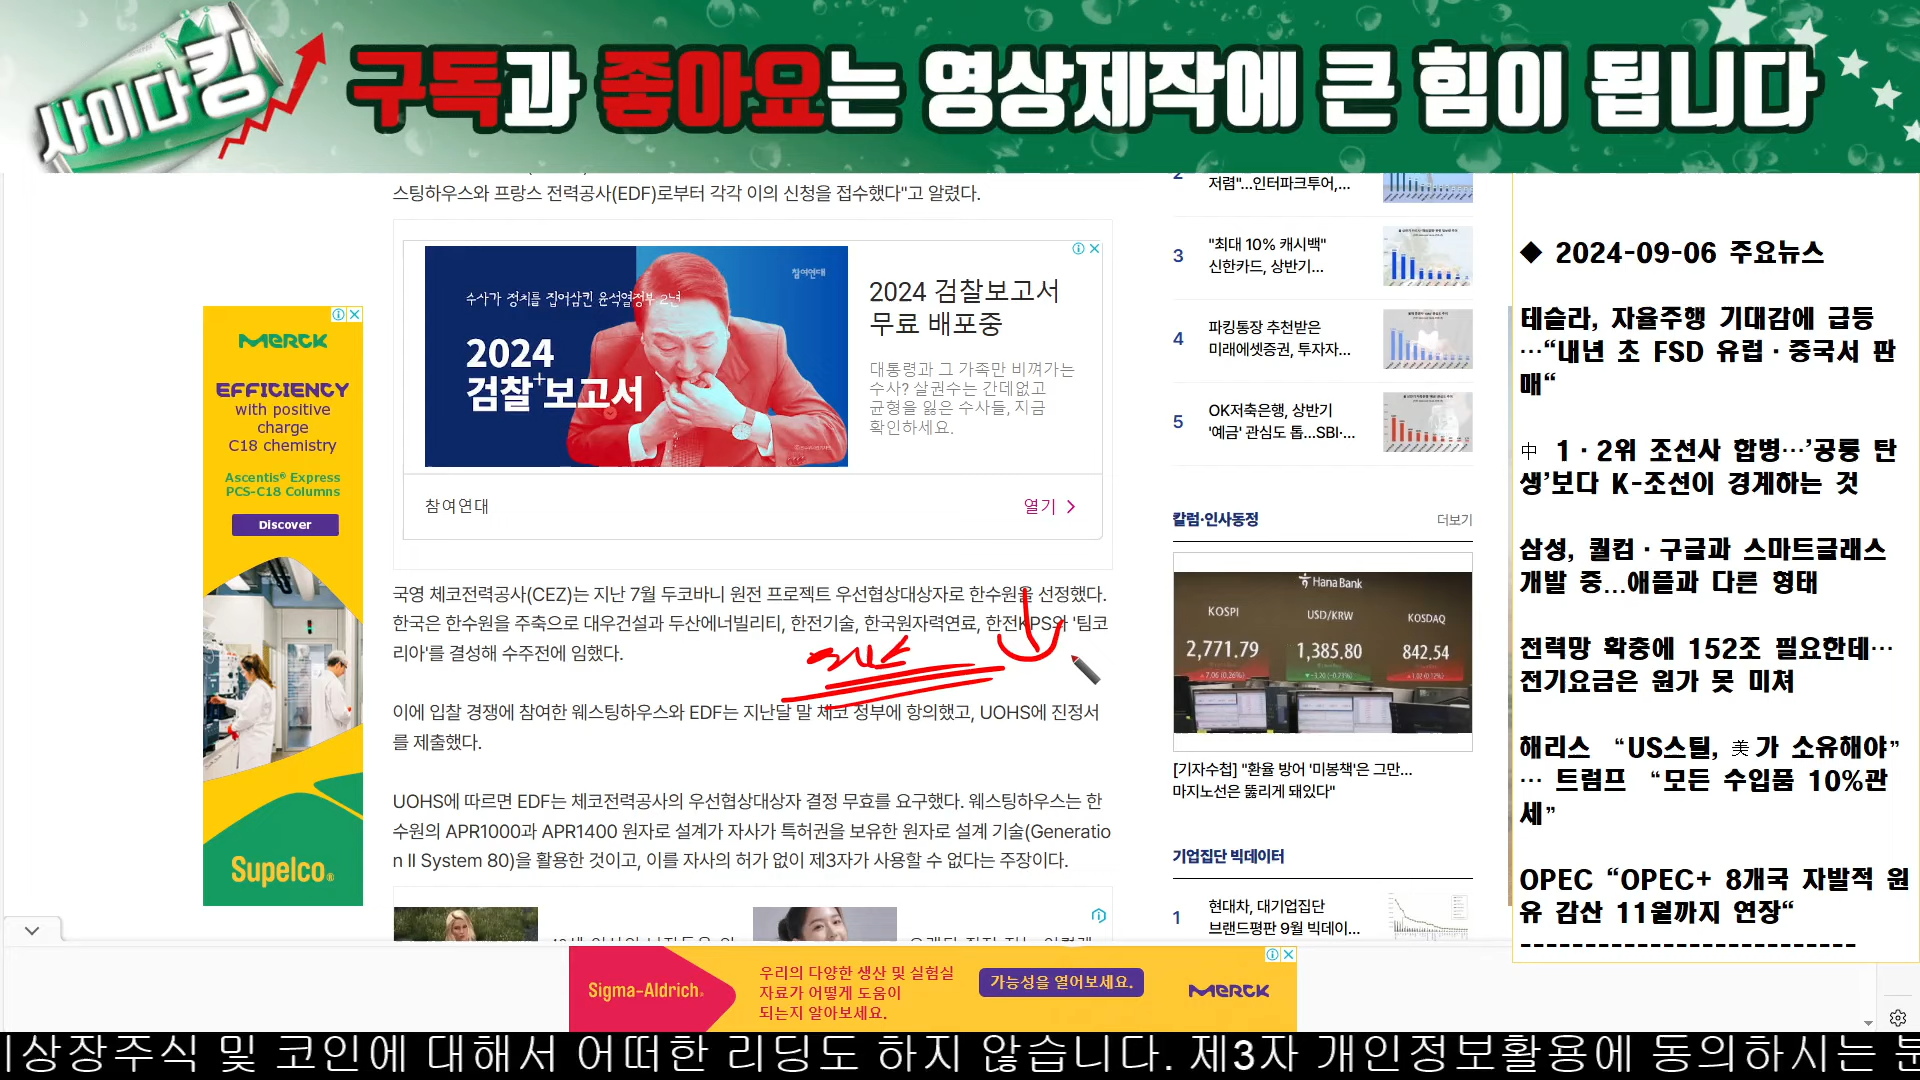 사이다킹
구독과 좋아요는 영상제작에 큰 힘이 됩니다
스팅하우스와 프랑스 전력공사(EDF)로부터 각각 이의 신청을 접수했다"고 알렸다.
참여연대
수사가 정치를 집어삼킨 윤석열정부 2년
2024
검찰+보고서
2024 검찰보고서
무료 배포중
대통령과 그 가족만 비껴가는
수사? 살권수는 간데없고
균형을 잃은 수사들, 지금
확인하세요.
참여연대
열기
국영 체코전력공사(CEZ)는 지난 7월 두코바니 원전 프로젝트 우선협상대상자로 한수원을 선정했다.
한국은 한수원을 주축으로 대우건설과 두산에너빌리티, 한전기술, 한국원자력연료, 한전KPS와 '팀코
리아'를 결성해 수주전에 임했다.
이에 입찰 경쟁에 참여한 웨스팅하우스와 EDF는 지난달 말 체코 정부에 항의했고, UOHS에 진정서
를 제출했다.
UOHS에 따르면 EDF는 체코전력공사의 우선협상대상자 결정 무효를 요구했다. 웨스팅하우스는 한
수원의 APR1000과 APR1400 원자로 설계가 자사가 특허권을 보유한 원자로 설계 기술(Generatio
n II System 80)을 활용한 것이고, 이를 자사의 허가 없이 제3자가 사용할 수 없다는 주장이다.
MERCK
EFFICIENCY
with positive
charge
C18 chemistry
Ascentis® Express
PCS-C18 Columns
Discover
Supelco®
2
저렴"...인터파크투어,...
3
"최대 10% 캐시백"
신한카드, 상반기...
4
파킹통장 추천받은
미래에셋증권, 투자자...
5
OK저축은행, 상반기
'예금' 관심도 톱...SBI·...
칼럼·인사동정
더보기
Hana Bank
KOSPI
USD/KRW
KOSDAQ
2,771.79
1,385.80
842.54
[기자수첩] "환율 방어 '미봉책'은 그만...
마지노선은 뚫리게 돼있다"
기업집단 빅데이터
1
현대차, 대기업집단
브랜드평판 9월 빅데이...
◆ 2024-09-06 주요뉴스
테슬라, 자율주행 기대감에 급등
…“내년 초 FSD 유럽·중국서 판
매“
中 1·2위 조선사 합병…’공룡 탄
생’보다 K-조선이 경계하는 것
삼성, 퀄컴·구글과 스마트글래스
개발 중...애플과 다른 형태
전력망 확충에 152조 필요한데…
전기요금은 원가 못 미쳐
해리스 “US스틸, 美가 소유해야”
… 트럼프 “모든 수입품 10%관
세”
OPEC “OPEC+ 8개국 자발적 원
유 감산 11월까지 연장“
--------------------------
Sigma-Aldrich®
우리의 다양한 생산 및 실험실
자료가 어떻게 도움이
되는지 알아보세요.
가능성을 열어보세요.
MERCK
상장주식 및 코인에 대해서 어떠한 리딩도 하지 않습니다. 제3자 개인정보활용에 동의하시는